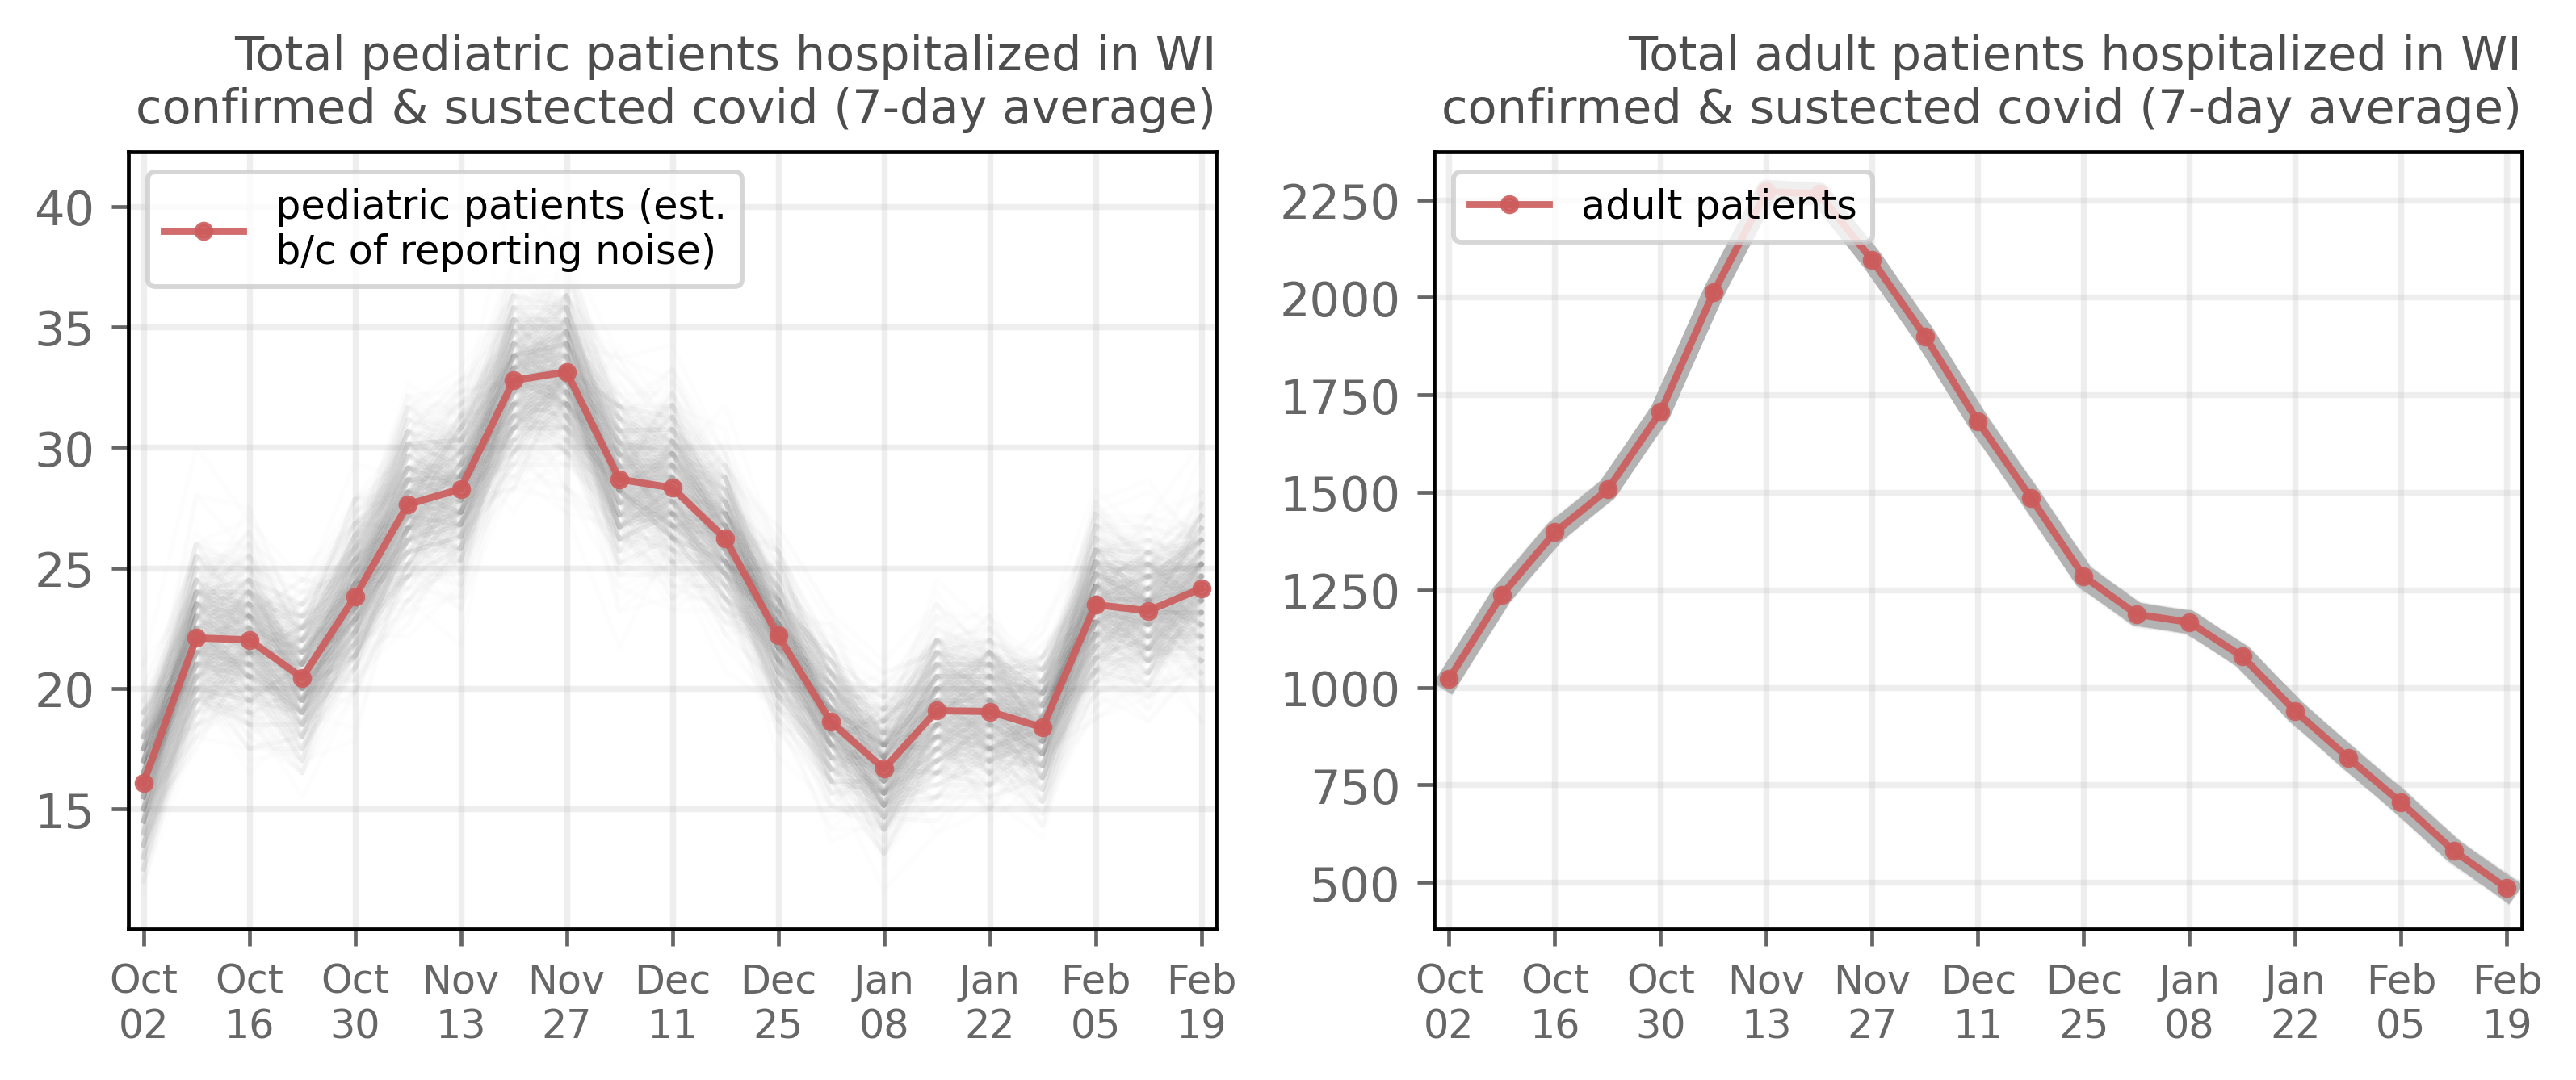 Total pediatric patients hospitalized in WI
confirmed & sustected covid (7-day average)
pediatric patients (est.
b/c of reporting noise)
40
35
30
25
20
15
Oct Oct Oct Nov Nov Dec Dec Jan Jan Feb Feb
02 16 30 13 27 11 25 08 22 05 19
Total adult patients hospitalized in WI
confirmed & sustected covid (7-day average)
adult patients
2250
2000
1750
1500
1250
1000
750
500
Oct Oct Oct Nov Nov Dec Dec Jan Jan Feb Feb
02 16 30 13 27 11 25 08 22 05 19